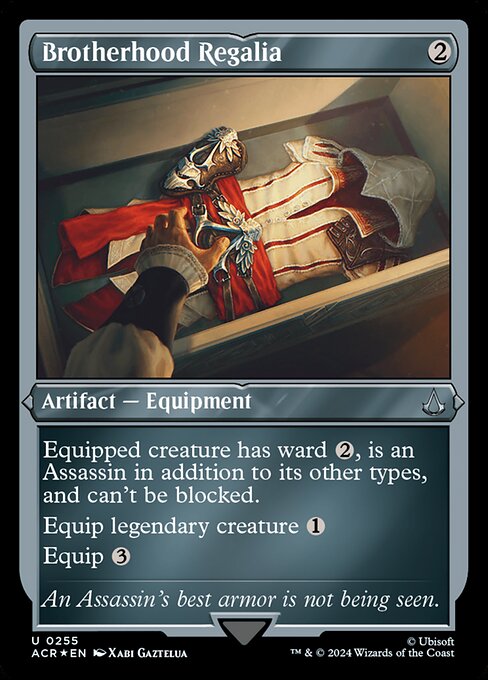 Brotherhood Regalia 2
Artifact — Equipment
Equipped creature has ward 2, is an
Assassin in addition to its other types,
and can't be blocked.
Equip legendary creature 1
Equip 3
An Assassin's best armor is not being seen.
U 0255
ACR★EN Xabi Gaztelua
© Ubisoft
™ & © 2024 Wizards of the Coast